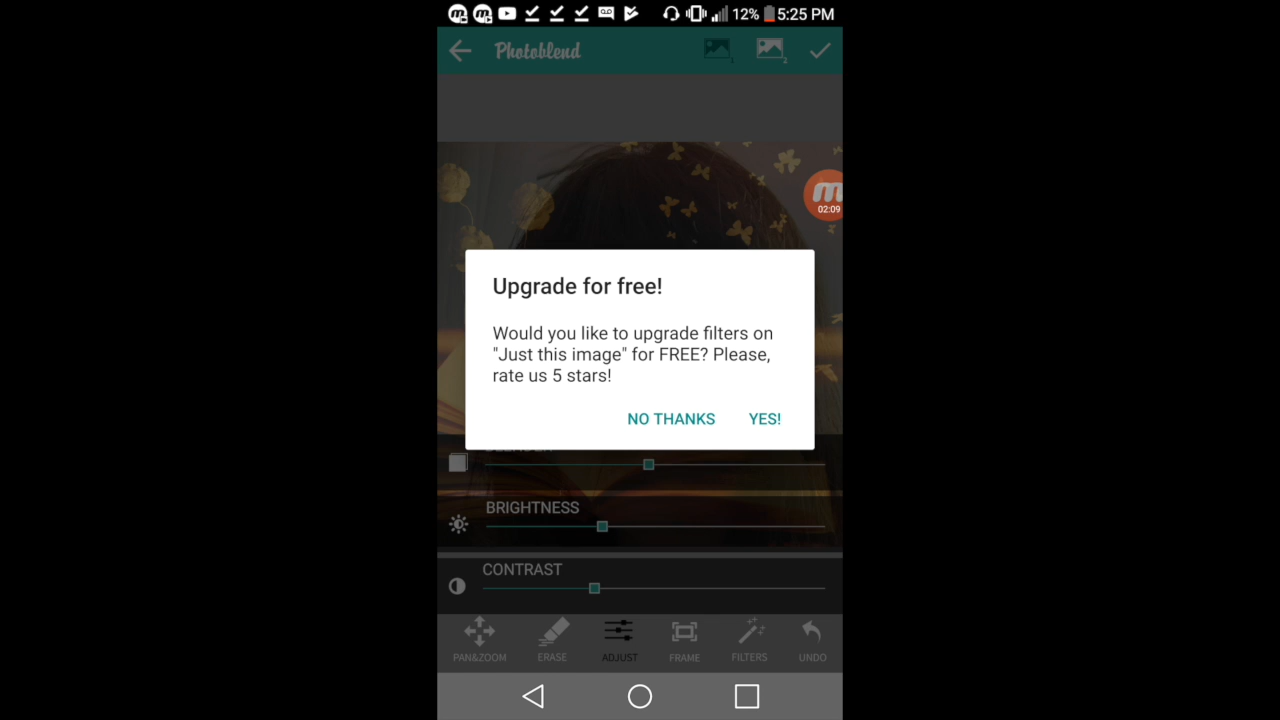 12% 5:25 PM
Photoblend
1
2
02:09
Upgrade for free!
Would you like to upgrade filters on
"Just this image" for FREE? Please,
rate us 5 stars!
NO THANKS YES!
BRIGHTNESS
CONTRAST
PAN&ZOOM ERASE ADJUST FRAME FILTERS UNDO